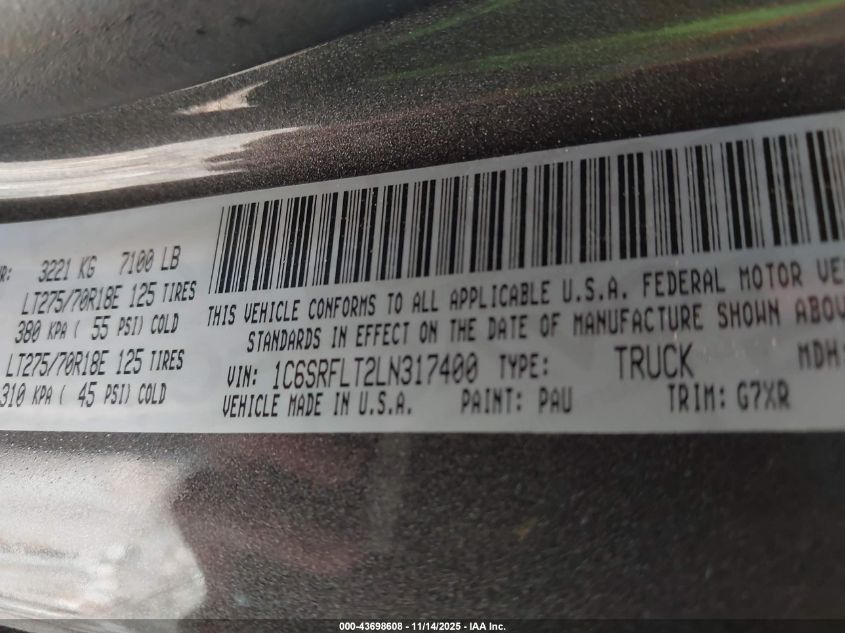 R: 3221 KG 7100 LB
LT275/70R18E 125 TIRES
380 KPA ( 55 PSI) COLD
LT275/70R18E 125 TIRES
310 KPA ( 45 PSI) COLD
THIS VEHICLE CONFORMS TO ALL APPLICABLE U.S.A. FEDERAL MOTOR VE
STANDARDS IN EFFECT ON THE DATE OF MANUFACTURE SHOWN ABOV
VIN: 1C6SRFLT2LN317400 TYPE: TRUCK MDH:
VEHICLE MADE IN U.S.A. PAINT: PAU TRIM: G7XR
000-43698608 - 11/14/2025 - IAA Inc.